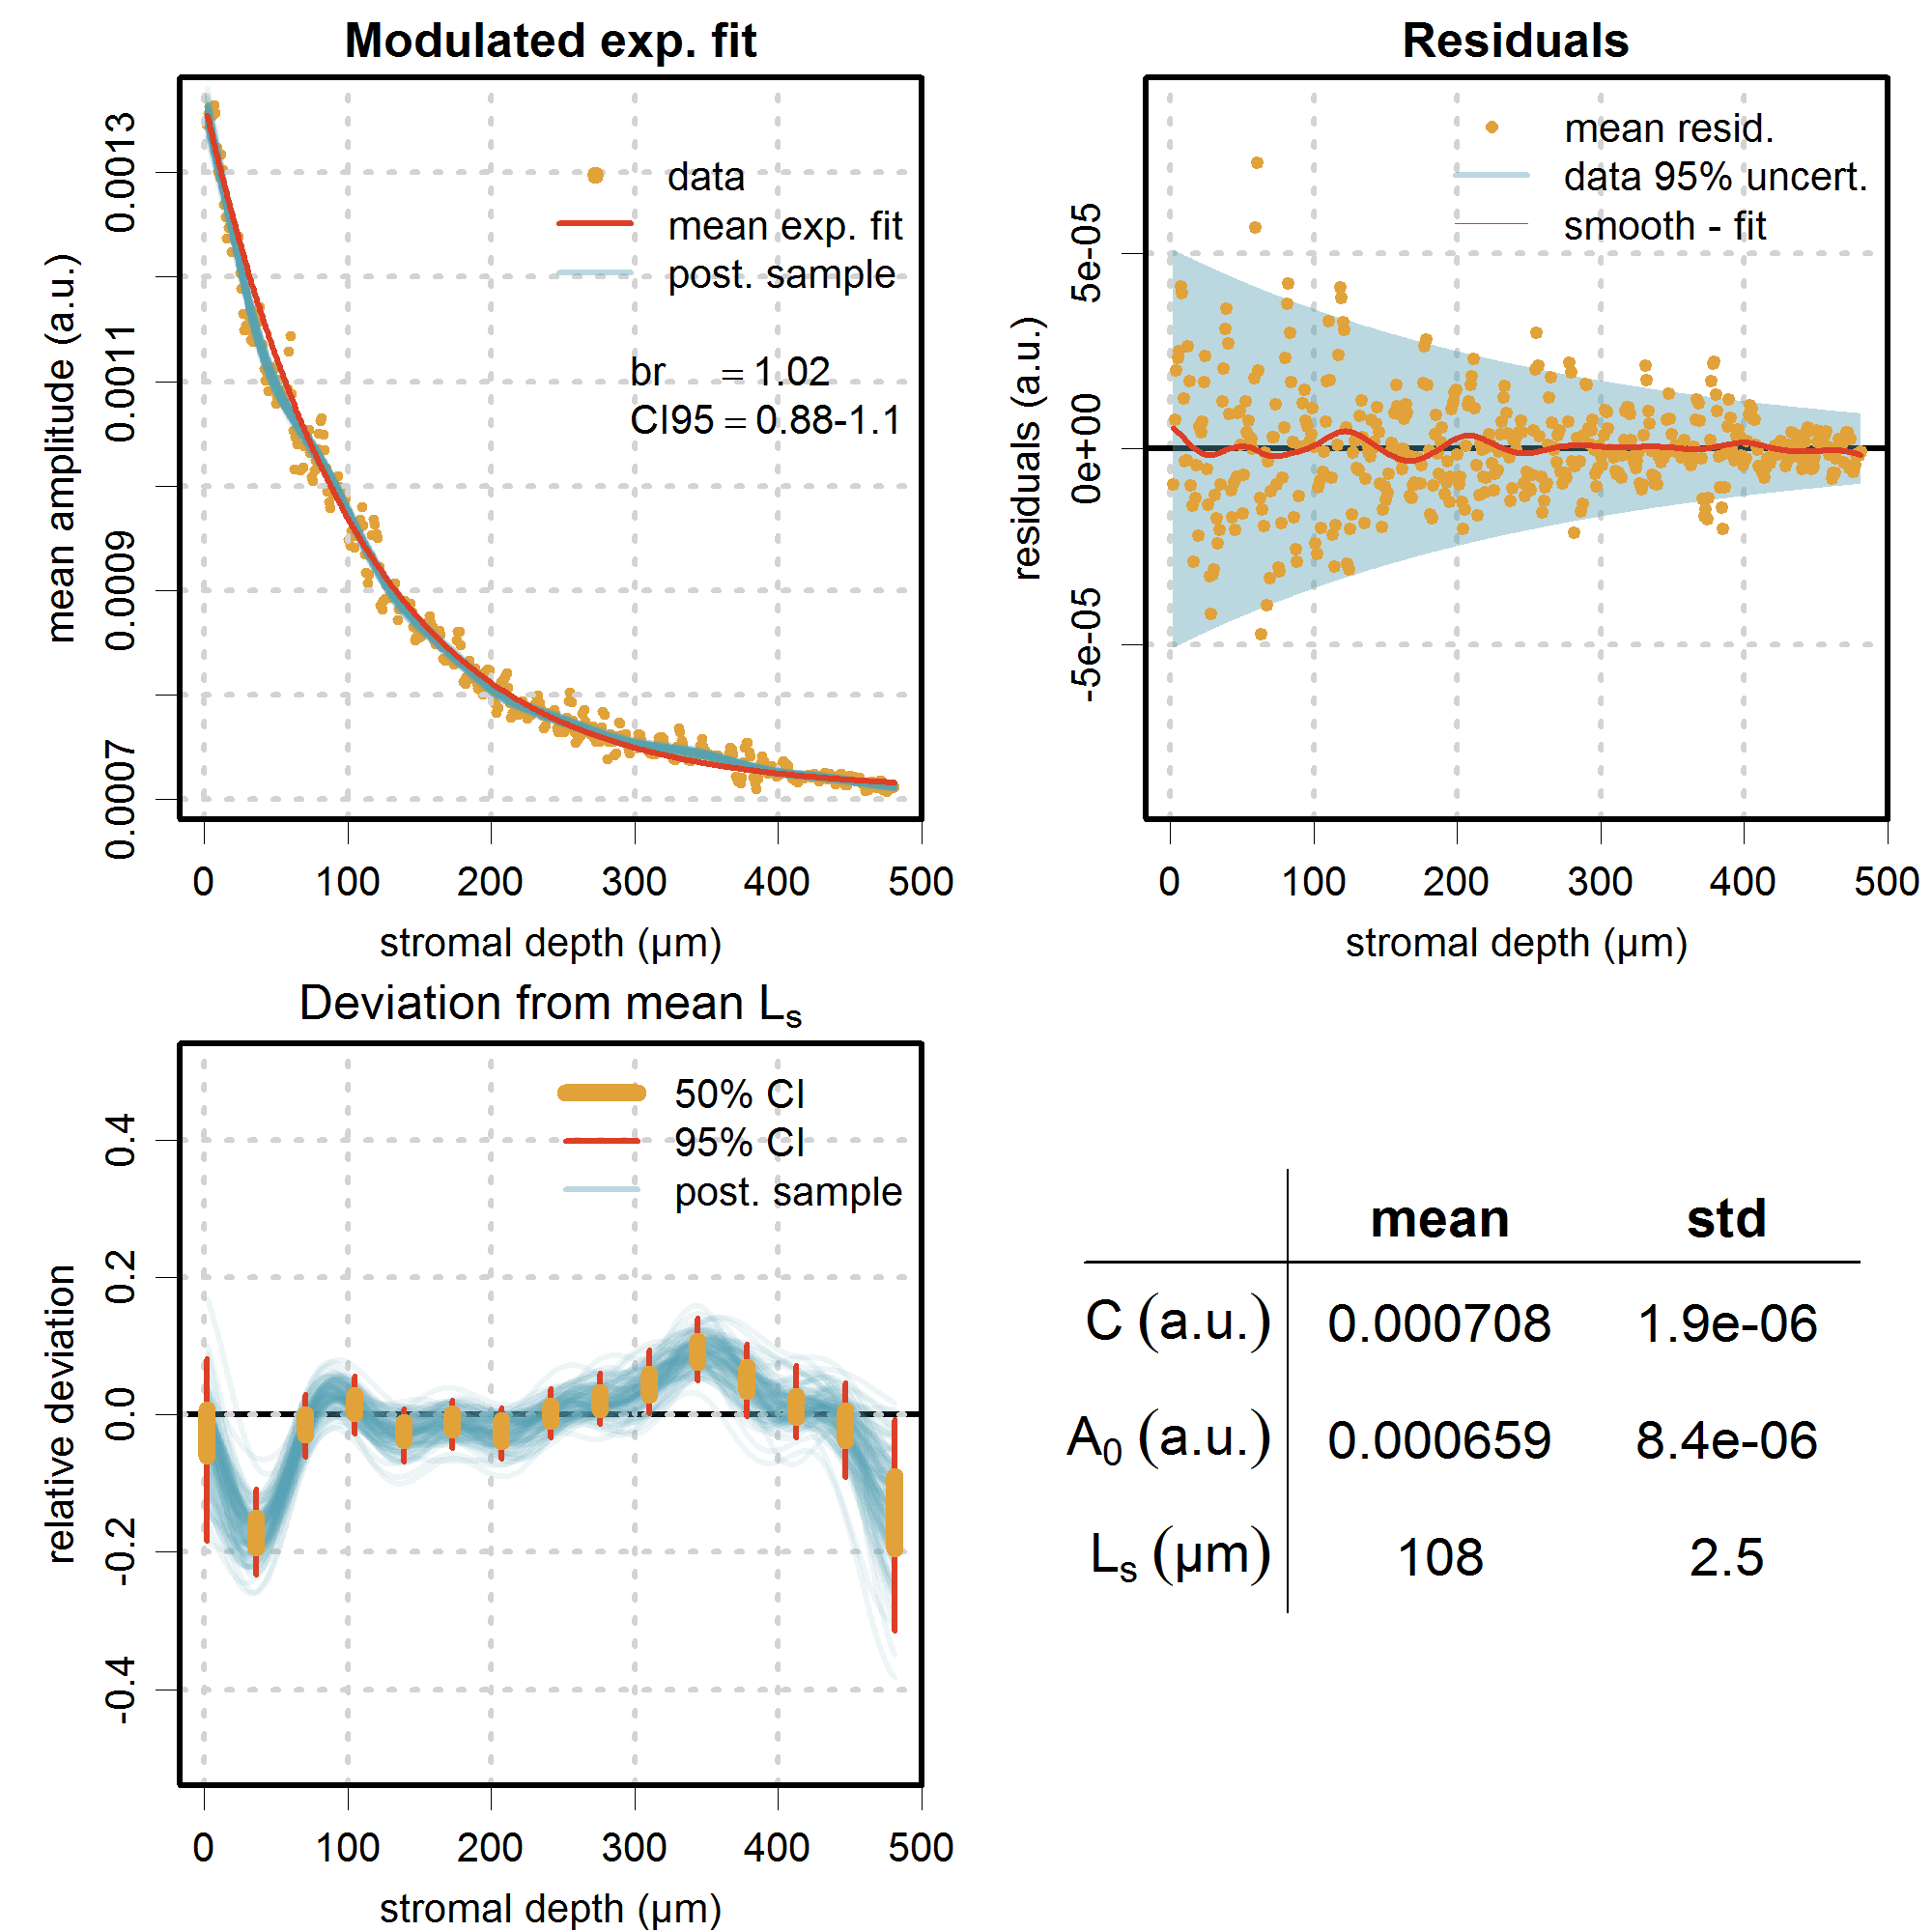 Modulated exp. fit
mean amplitude (a.u.)
0.0013
0.0011
0.0009
0.0007
data
mean exp. fit
post. sample
br = 1.02
CI95 = 0.88-1.1
0 100 200 300 400 500
stromal depth (µm)
Residuals
residuals (a.u.)
5e-05
0e+00
-5e-05
mean resid.
data 95% uncert.
smooth - fit
0 100 200 300 400 500
stromal depth (µm)
Deviation from mean Ls
relative deviation
0.4
0.2
0.0
-0.2
-0.4
50% CI
95% CI
post. sample
0 100 200 300 400 500
stromal depth (µm)
mean std
C (a.u.) 0.000708 1.9e-06
A0 (a.u.) 0.000659 8.4e-06
Ls (µm) 108 2.5